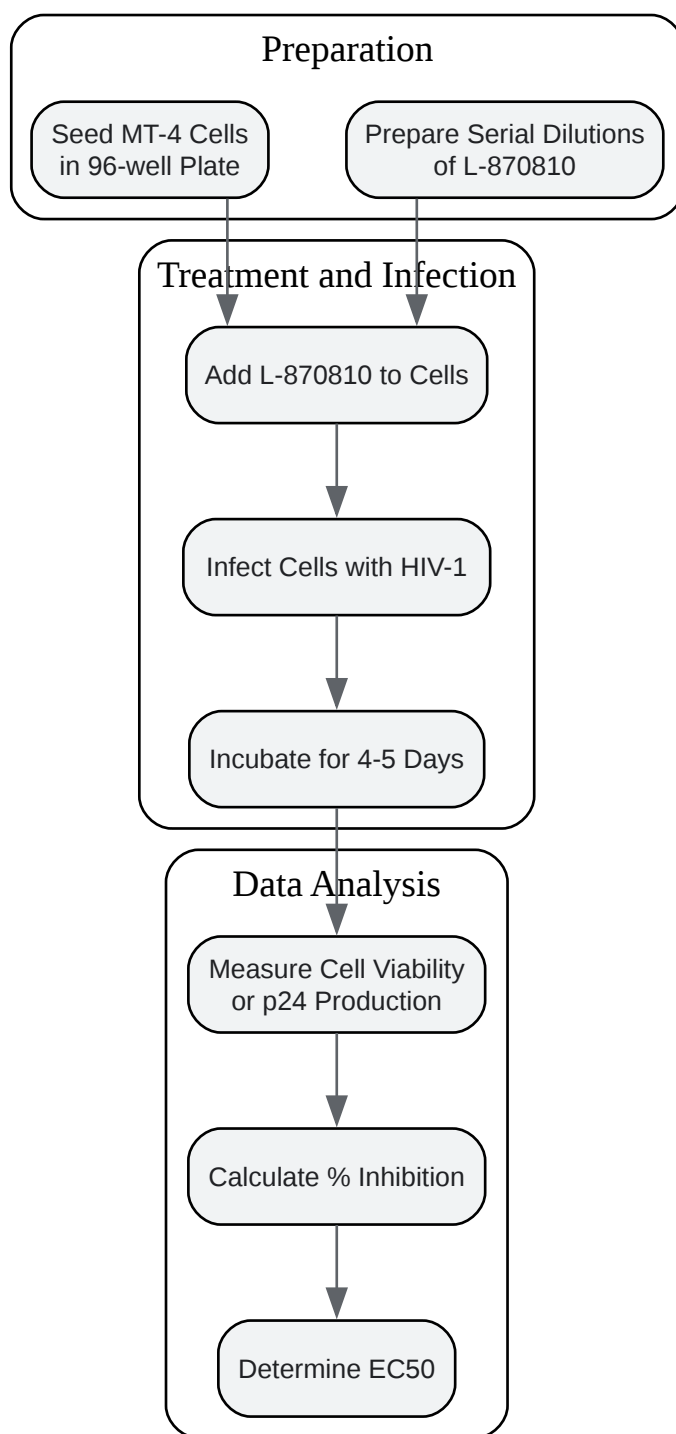 Preparation
Seed MT-4 Cells
in 96-well Plate
Prepare Serial Dilutions
of L-870810
Treatment and Infection
Add L-870810 to Cells
Infect Cells with HIV-1
Incubate for 4-5 Days
Data Analysis
Measure Cell Viability
or p24 Production
Calculate % Inhibition
Determine EC50